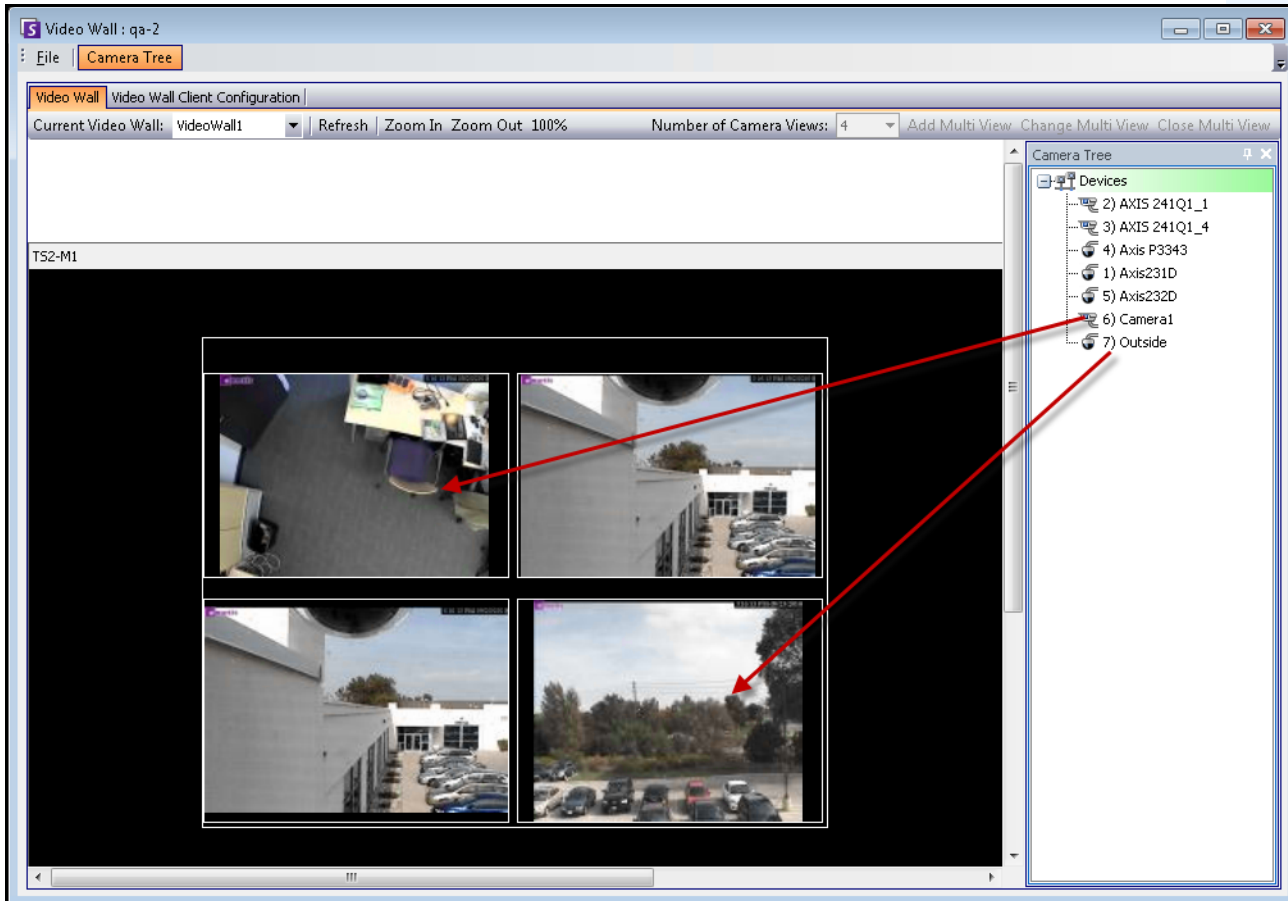 Video Wall : qa-2
File Camera Tree
Video Wall Video Wall Client Configuration
Current Video Wall: VideoWall1 Refresh Zoom In Zoom Out 100% Number of Camera Views: 4 Add Multi View Change Multi View Close Multi View
Camera Tree
Devices
2) AXIS 241Q1_1
3) AXIS 241Q1_4
4) Axis P3343
1) Axis231D
5) Axis232D
6) Camera1
7) Outside
TS2-M1